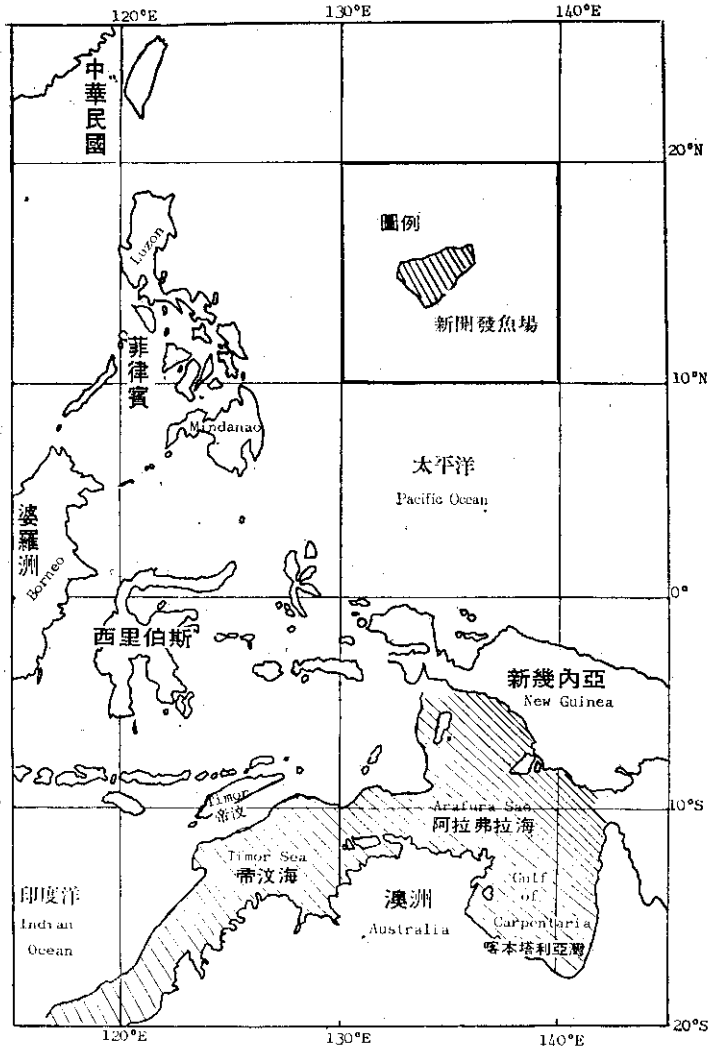 120°E 130°E 140°E
中華民國
20°N
Luzon
圖例
新開發魚場
菲律賓
10°N
Mindanao
太平洋
Pacific Ocean
婆羅洲
Borneo
0°
西里伯斯
新幾內亞
New Guinea
Timor
帝汶
10°S
Arafura Sae
阿拉弗拉海
Timor Sea
帝汶海
印度洋
Indian
Ocean
澳洲
Australia
Gulf
of
Carpentaria
喀本塔利亞灣
20°S
120°E 130°E 140°E